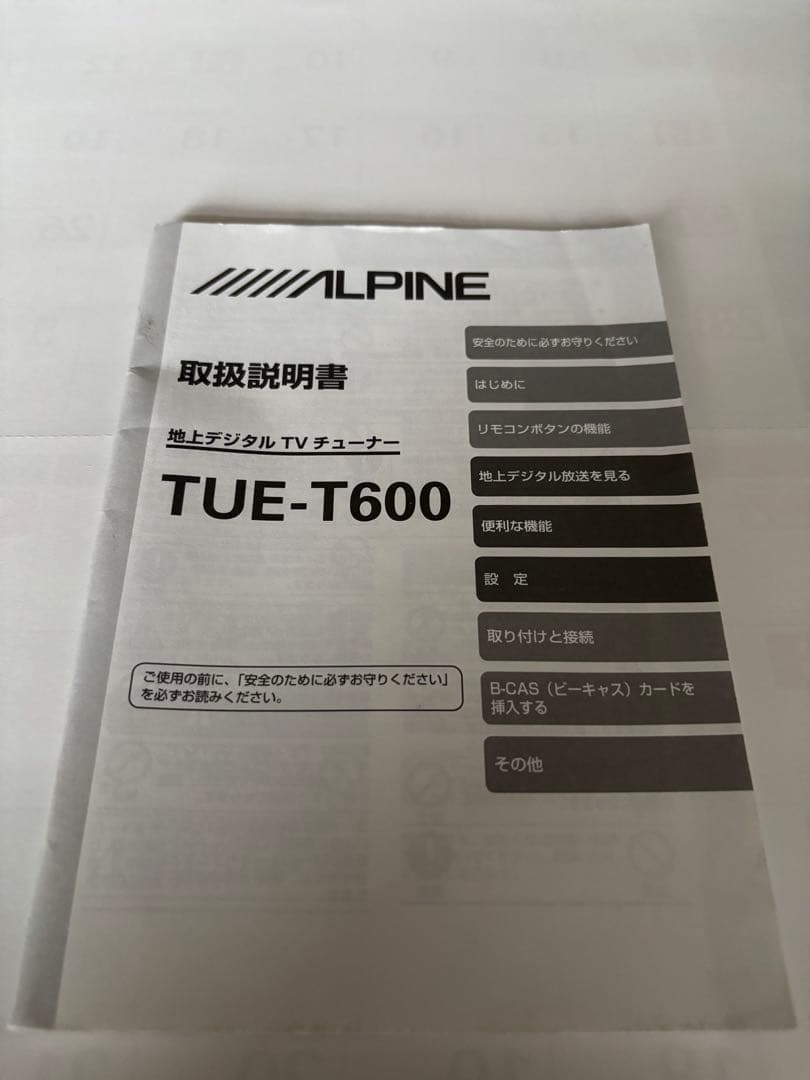 ALPINE
取扱説明書
地上デジタル TV チューナー
TUE-T600
ご使用の前に、「安全のために必ずお守りください」
を必ずお読みください。
安全のために必ずお守りください
はじめに
リモコンボタンの機能
地上デジタル放送を見る
便利な機能
設 定
取り付けと接続
B-CAS（ビーキャス）カードを
挿入する
その他